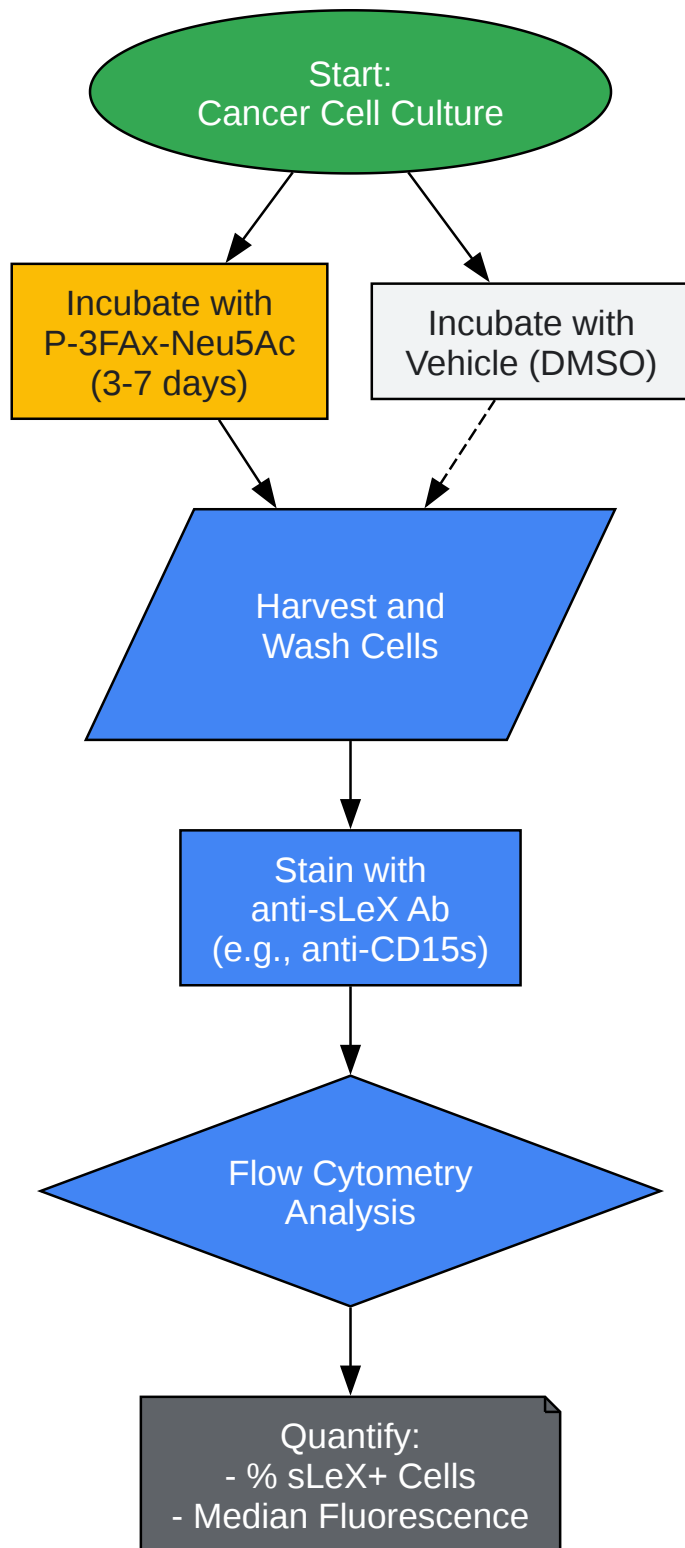 Start:
Cancer Cell Culture
Incubate with
P-3FAx-Neu5Ac
(3-7 days)
Incubate with
Vehicle (DMSO)
Harvest and
Wash Cells
Stain with
anti-sLeX Ab
(e.g., anti-CD15s)
Flow Cytometry
Analysis
Quantify:
- % sLeX+ Cells
- Median Fluorescence